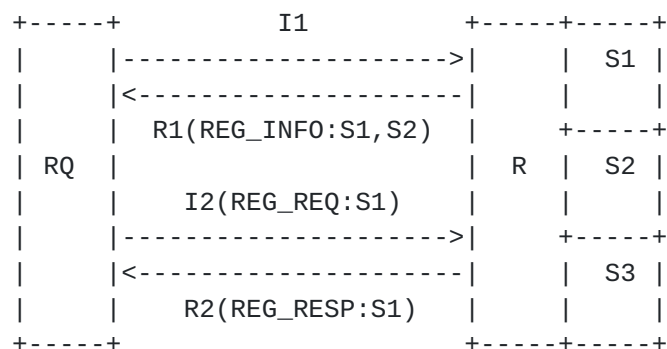 +-----+          I1          +-----+-----+
|     |--------------------->|     |  S1 |
|     |<---------------------|     |     |
|     |  R1(REG_INFO:S1,S2)  |     +-----+
| RQ  |                      |  R  |  S2 |
|     |    I2(REG_REQ:S1)    |     |     |
|     |--------------------->|     +-----+
|     |<---------------------|     |  S3 |
|     |    R2(REG_RESP:S1)   |     |     |
+-----+                      +-----+-----+